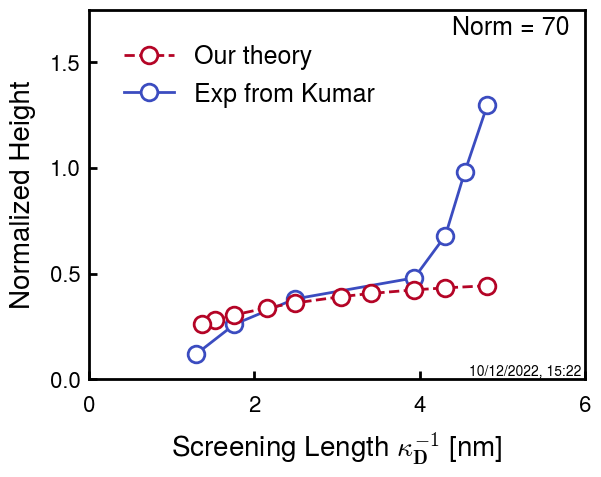 Norm = 70
Our theory
Exp from Kumar
Normalized Height
1.5
1.0
0.5
0.0
10/12/2022, 15:22
0 2 4 6
Screening Length κ_D^{-1} [nm]